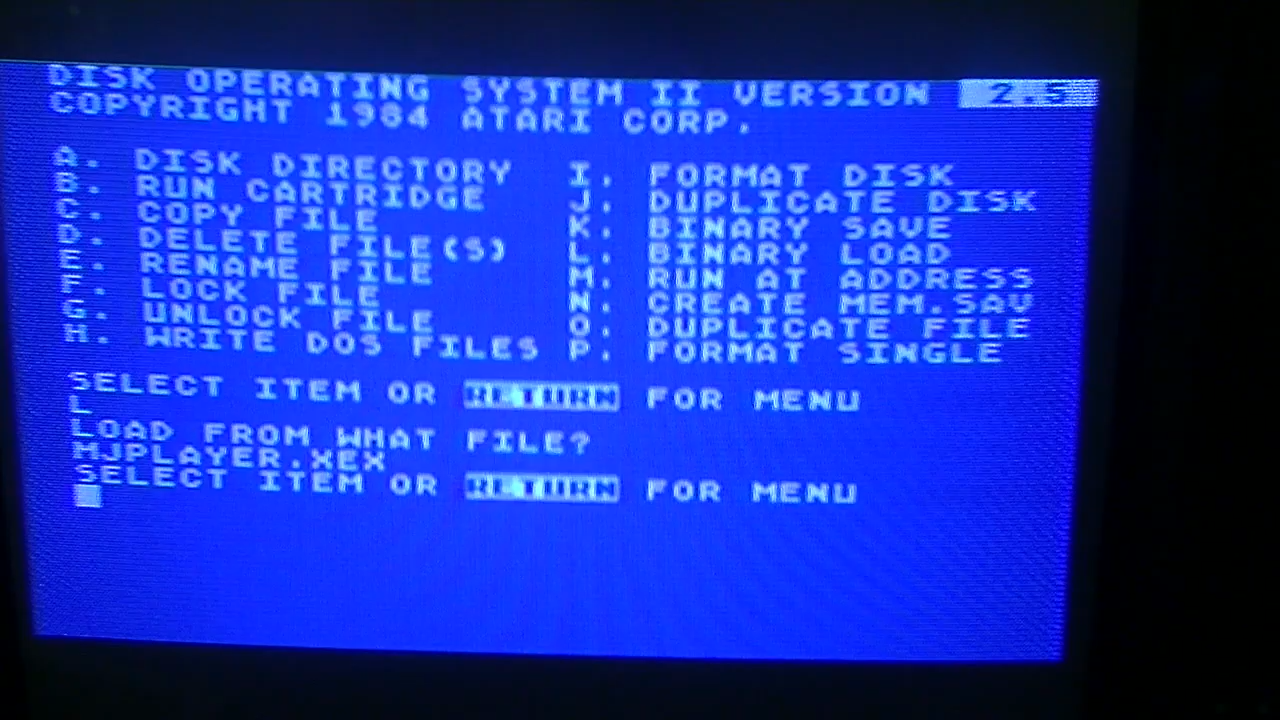 DISK OPERATING SYSTEM II VERSION 2.5
COPYRIGHT 1984 ATARI CORP.
A. DISK DIRECTORY I. FORMAT DISK
B. RUN CARTRIDGE J. DUPLICATE DISK
C. COPY FILE K. BINARY SAVE
D. DELETE FILE(S) L. BINARY LOAD
E. RENAME FILE M. RUN AT ADDRESS
F. LOCK FILE N. CREATE MEM.SAV
G. UNLOCK FILE O. DUPLICATE FILE
H. WRITE DOS FILES P. FORMAT SINGLE
SELECT ITEM OR RETURN FOR MENU
L
LOAD FROM WHAT FILE?
MJPLAYER.XEX
SELECT ITEM OR RETURN FOR MENU